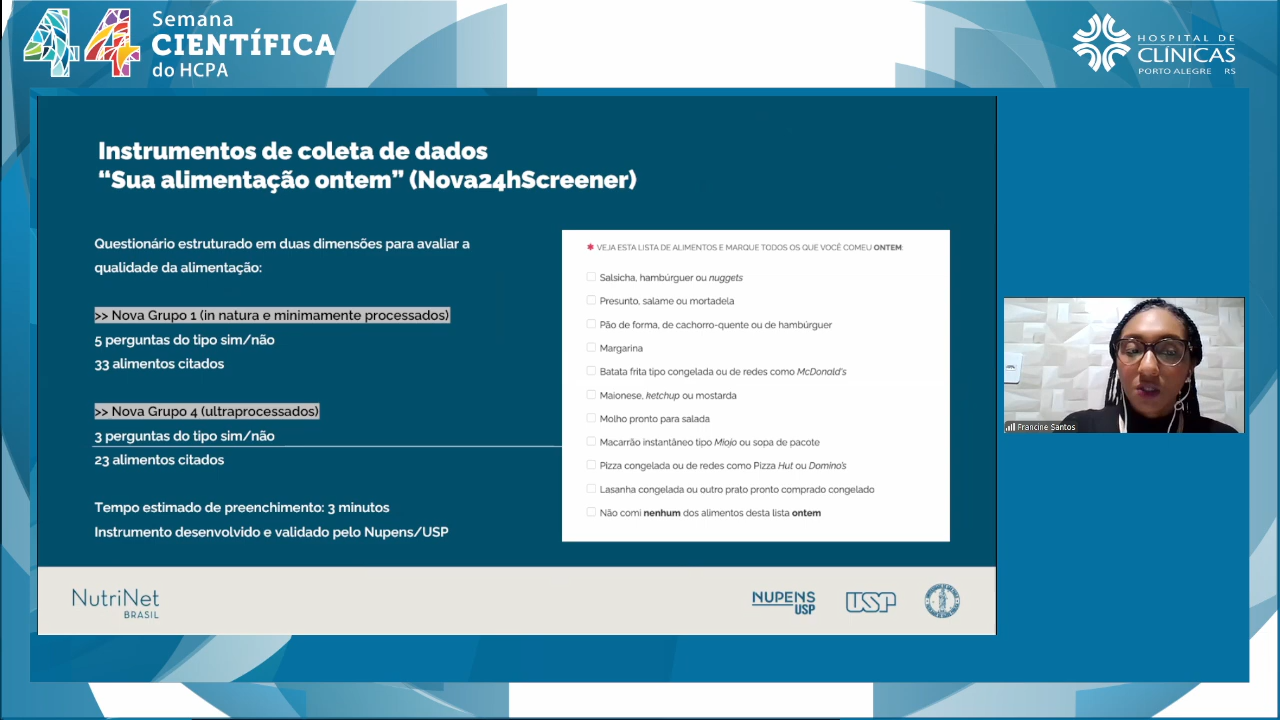 44
Semana
CIENTÍFICA
do HCPA
HOSPITAL DE
CLÍNICAS
PORTO ALEGRE RS
Instrumentos de coleta de dados
“Sua alimentação ontem” (Nova24hScreener)
Questionário estruturado em duas dimensões para avaliar a
qualidade da alimentação:
>> Nova Grupo 1 (in natura e minimamente processados)
5 perguntas do tipo sim/não
33 alimentos citados
>> Nova Grupo 4 (ultraprocessados)
3 perguntas do tipo sim/não
23 alimentos citados
Tempo estimado de preenchimento: 3 minutos
Instrumento desenvolvido e validado pelo Nupens/USP
* VEJA ESTA LISTA DE ALIMENTOS E MARQUE TODOS OS QUE VOCÊ COMEU ONTEM
Salsicha, hambúrguer ou nuggets
Presunto, salame ou mortadela
Pão de forma, de cachorro-quente ou de hambúrguer
Margarina
Batata frita tipo congelada ou de redes como McDonald's
Maionese, ketchup ou mostarda
Molho pronto para salada
Macarrão instantâneo tipo Miojo ou sopa de pacote
Pizza congelada ou de redes como Pizza Hut ou Domino's
Lasanha congelada ou outro prato pronto comprado congelado
Não comi nenhum dos alimentos desta lista ontem
Francine Santos
NutriNet
BRASIL
NUPENS
USP
USP